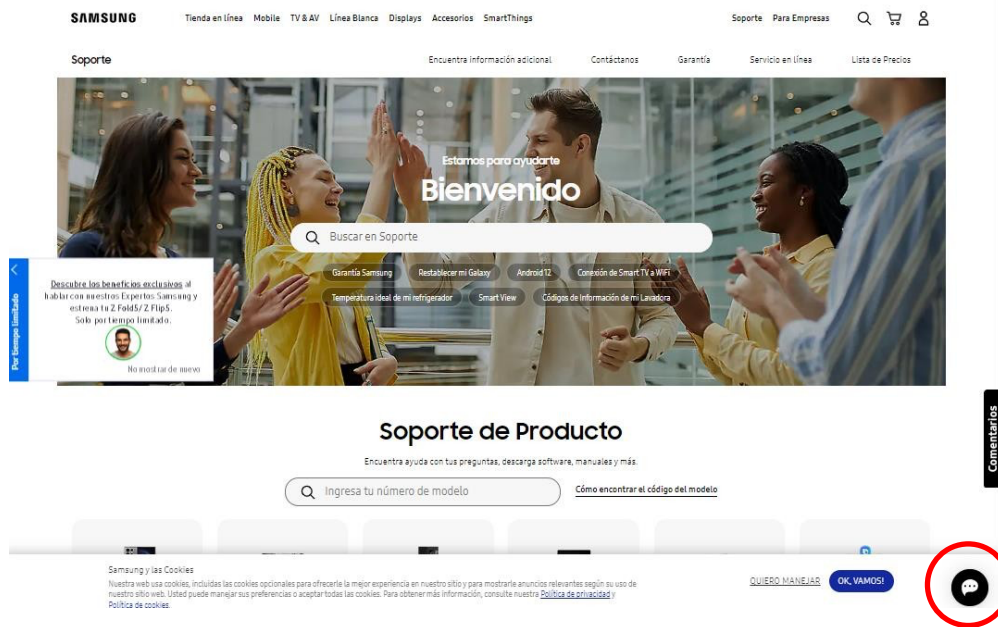 SAMSUNG
Tienda en línea Mobile TV & AV Línea Blanca Displays Accesorios SmartThings
Soporte Para Empresas
Soporte
Encuentra información adicional Contáctanos Garantía Servicio en línea Lista de Precios
Estamos para ayudarte
Bienvenido
Buscar en Soporte
Garantía Samsung Restablecer mi Galaxy Android 12 Conexión de Smart TV a WiFi
Temperatura ideal de mi refrigerador Smart View Códigos de Información de mi Lavadora
Por tiempo limitado
Descubre los beneficios exclusivos al
hablar con nuestros Expertos Samsung y
estrena tu Z Fold5/ Z Flip5.
Solo por tiempo limitado.
No mostrar de nuevo
Comentarios
Soporte de Producto
Encuentra ayuda con tus preguntas, descarga software, manuales y más.
Ingresa tu número de modelo
Cómo encontrar el código del modelo
Samsung y las Cookies
Nuestra web usa cookies, incluidas las cookies opcionales para ofrecerle la mejor experiencia en nuestro sitio y para mostrarle anuncios relevantes según su uso de
nuestro sitio web. Usted puede manejar sus preferencias o aceptar todas las cookies. Para obtener más información, consulte nuestra Política de privacidad y
Política de cookies.
QUIERO MANEJAR OK, VAMOS!